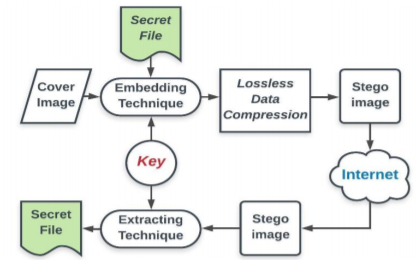 Secret
File
Cover
Image
Embedding
Technique
Lossless
Data
Compression
Stego
image
Key
Internet
Secret
File
Extracting
Technique
Stego
image